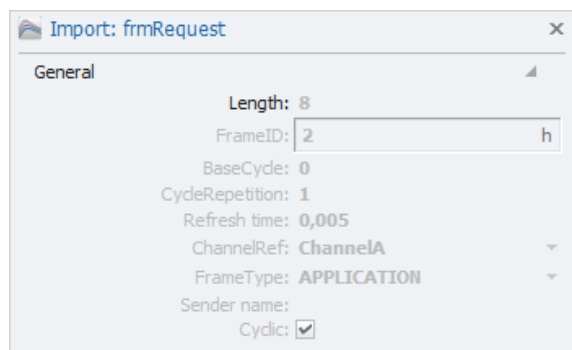 Import: frmRequest
General
Length: 8
FrameID: 2 h
BaseCycle: 0
CycleRepetition: 1
Refresh time: 0,005
ChannelRef: ChannelA
FrameType: APPLICATION
Sender name:
Cyclic: